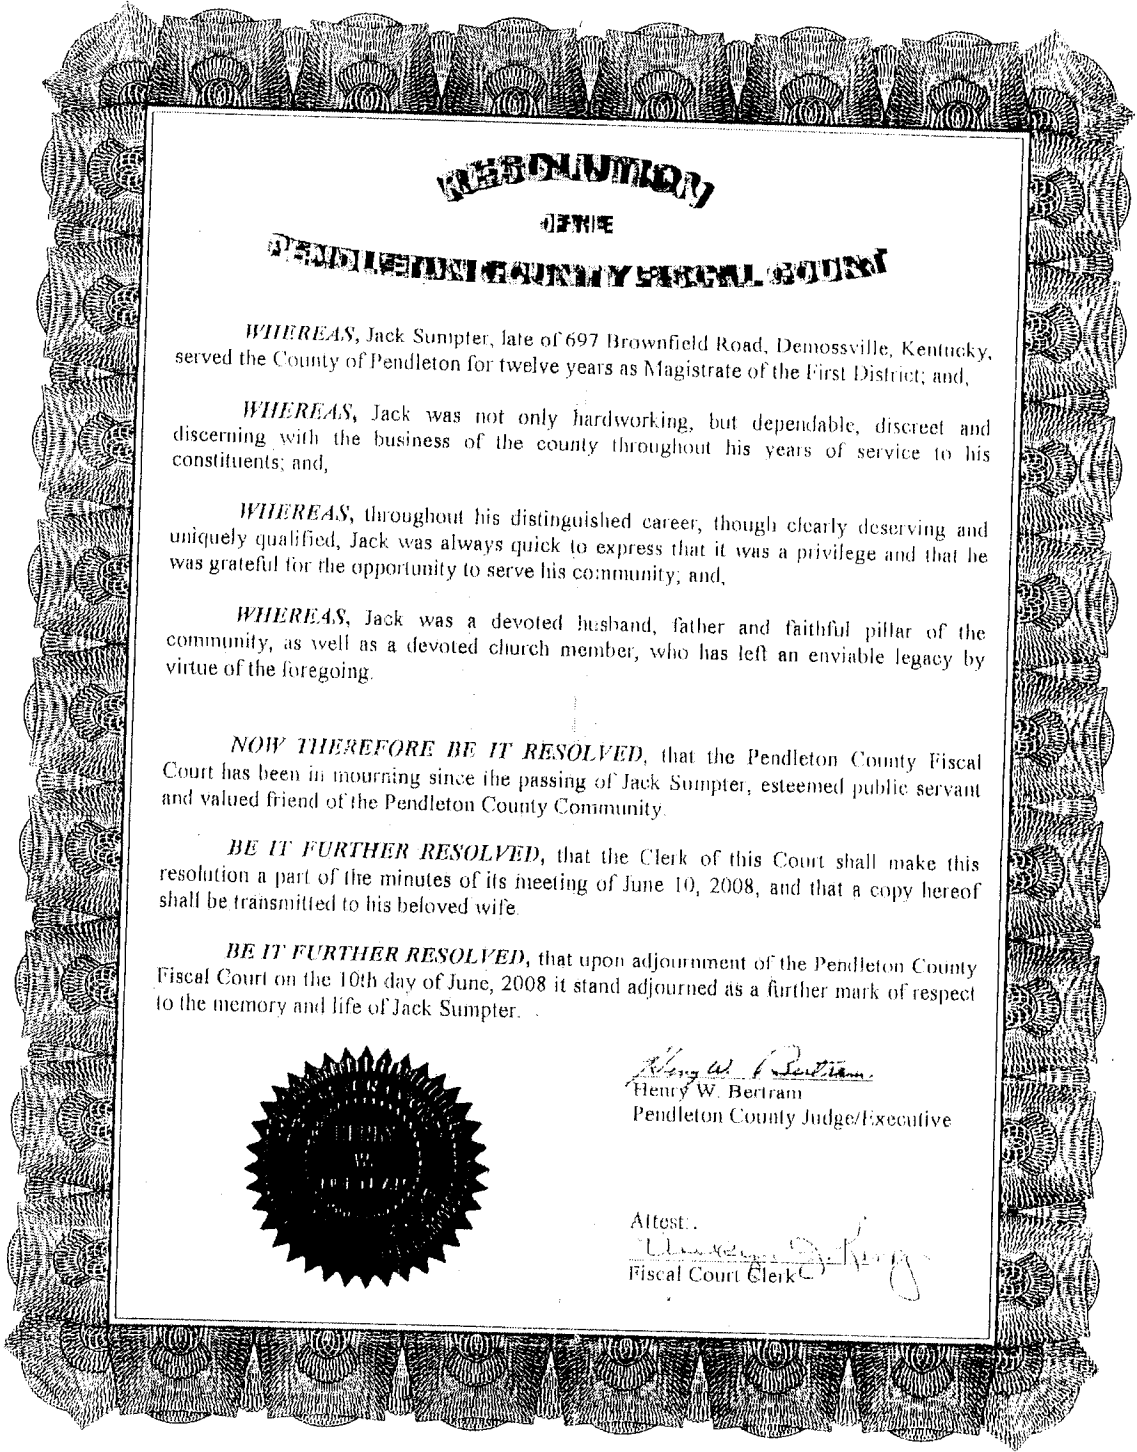 RESOLUTION
OF THE
PENDLETON COUNTY FISCAL COURT
WHEREAS, Jack Sumpter, late of 697 Brownfield Road, Demossville, Kentucky,
served the County of Pendleton for twelve years as Magistrate of the First District; and,
WHEREAS, Jack was not only hardworking, but dependable, discreet and
discerning with the business of the county throughout his years of service to his
constituents; and,
WHEREAS, throughout his distinguished career, though clearly deserving and
uniquely qualified, Jack was always quick to express that it was a privilege and that he
was grateful for the opportunity to serve his community; and,
WHEREAS, Jack was a devoted husband, father and faithful pillar of the
community, as well as a devoted church member, who has left an enviable legacy by
virtue of the foregoing.
NOW THEREFORE BE IT RESOLVED, that the Pendleton County Fiscal
Court has been in mourning since the passing of Jack Sumpter, esteemed public servant
and valued friend of the Pendleton County Community.
BE IT FURTHER RESOLVED, that the Clerk of this Court shall make this
resolution a part of the minutes of its meeting of June 10, 2008, and that a copy hereof
shall be transmitted to his beloved wife.
BE IT FURTHER RESOLVED, that upon adjournment of the Pendleton County
Fiscal Court on the 10th day of June, 2008 it stand adjourned as a further mark of respect
to the memory and life of Jack Sumpter.
Henry W. Bertram
Henry W. Bertram
Pendleton County Judge/Executive
Attest:
J. King
Fiscal Court Clerk